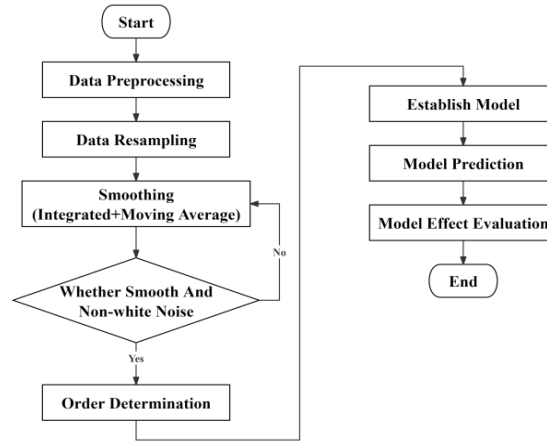 Start
Data Preprocessing
Data Resampling
Smoothing
(Integrated+Moving Average)
No
Whether Smooth And
Non-white Noise
Yes
Order Determination
Establish Model
Model Prediction
Model Effect Evaluation
End